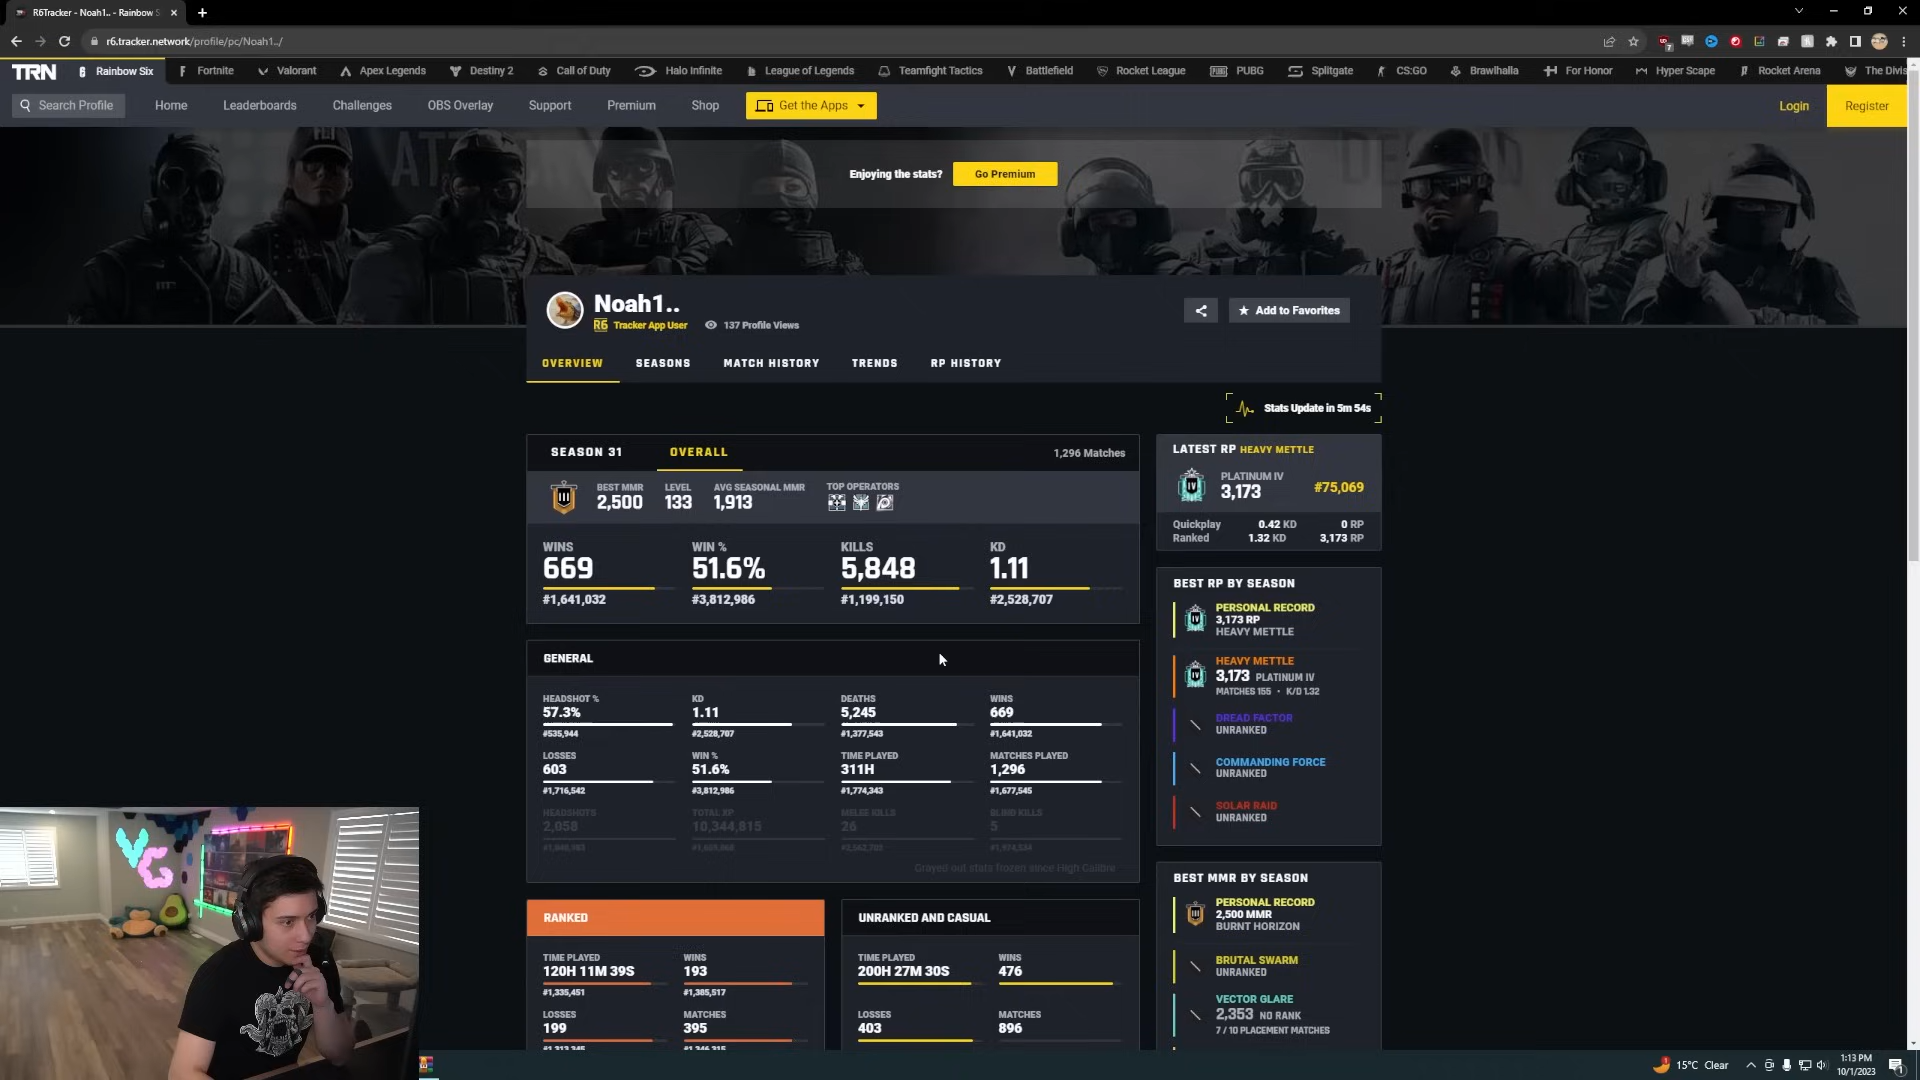 R6Tracker - Noah1.. - Rainbow S
r6.tracker.network/profile/pc/Noah1../
TRN Rainbow Six Fortnite Valorant Apex Legends Destiny 2 Call of Duty Halo Infinite League of Legends Teamfight Tactics Battlefield Rocket League PUBG Splitgate CS:GO Brawlhalla For Honor Hyper Scape Rocket Arena The Divis
Search Profile Home Leaderboards Challenges OBS Overlay Support Premium Shop Get the Apps Login Register
Enjoying the stats? Go Premium
Noah1..
R6 Tracker App User 137 Profile Views
Add to Favorites
OVERVIEW SEASONS MATCH HISTORY TRENDS RP HISTORY
Stats Update in 5m 54s
SEASON 31 OVERALL 1,296 Matches
BEST MMR LEVEL AVG SEASONAL MMR TOP OPERATORS
2,500 133 1,913
WINS WIN % KILLS KD
669 51.6% 5,848 1.11
#1,641,032 #3,812,986 #1,199,150 #2,528,707
GENERAL
HEADSHOT % KD DEATHS WINS
57.3% 1.11 5,245 669
#535,944 #2,528,707 #1,377,543 #1,641,032
LOSSES WIN % TIME PLAYED MATCHES PLAYED
603 51.6% 311H 1,296
#1,716,542 #3,812,986 #1,774,343 #1,677,545
HEADSHOTS TOTAL XP MELEE KILLS BLIND KILLS
2,058 10,344,815 26 5
Grayed out stats frozen since High Calibre
RANKED
TIME PLAYED WINS
120H 11M 39S 193
#1,335,451 #1,385,517
LOSSES MATCHES
199 395
UNRANKED AND CASUAL
TIME PLAYED WINS
200H 27M 30S 476
LOSSES MATCHES
403 896
LATEST RP HEAVY METTLE
PLATINUM IV
3,173 #75,069
Quickplay 0.42 KD 0 RP
Ranked 1.32 KD 3,173 RP
BEST RP BY SEASON
PERSONAL RECORD
3,173 RP
HEAVY METTLE
HEAVY METTLE
3,173 PLATINUM IV
MATCHES 155 • K/D 1.32
DREAD FACTOR
UNRANKED
COMMANDING FORCE
UNRANKED
SOLAR RAID
UNRANKED
BEST MMR BY SEASON
PERSONAL RECORD
2,500 MMR
BURNT HORIZON
BRUTAL SWARM
UNRANKED
VECTOR GLARE
2,353 NO RANK
7 / 10 PLACEMENT MATCHES
15°C Clear
1:13 PM
10/1/2023